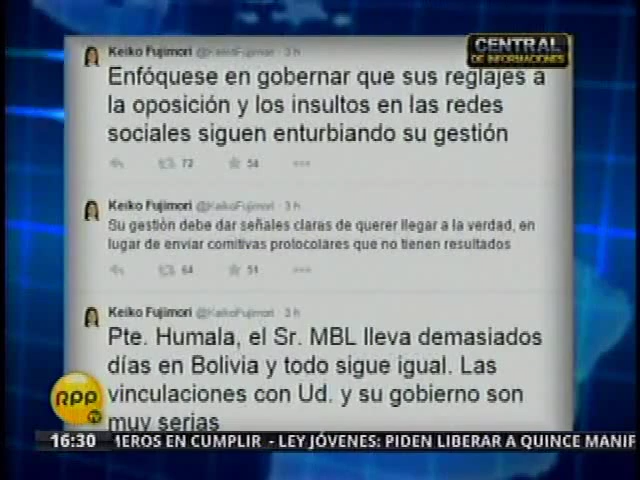 CENTRAL
DE INFORMACIONES
Keiko Fujimori @KeikoFujimori · 3 h
Enfóquese en gobernar que sus reglajes a
la oposición y los insultos en las redes
sociales siguen enturbiando su gestión
72 54
Keiko Fujimori @KeikoFujimori · 3 h
Su gestión debe dar señales claras de querer llegar a la verdad, en
lugar de enviar comitivas protocolares que no tienen resultados
64 51
Keiko Fujimori @KeikoFujimori · 3 h
Pte. Humala, el Sr. MBL lleva demasiados
días en Bolivia y todo sigue igual. Las
vinculaciones con Ud. y su gobierno son
muy serias
RPP
TV
16:30 MEROS EN CUMPLIR - LEY JÓVENES: PIDEN LIBERAR A QUINCE MANIF